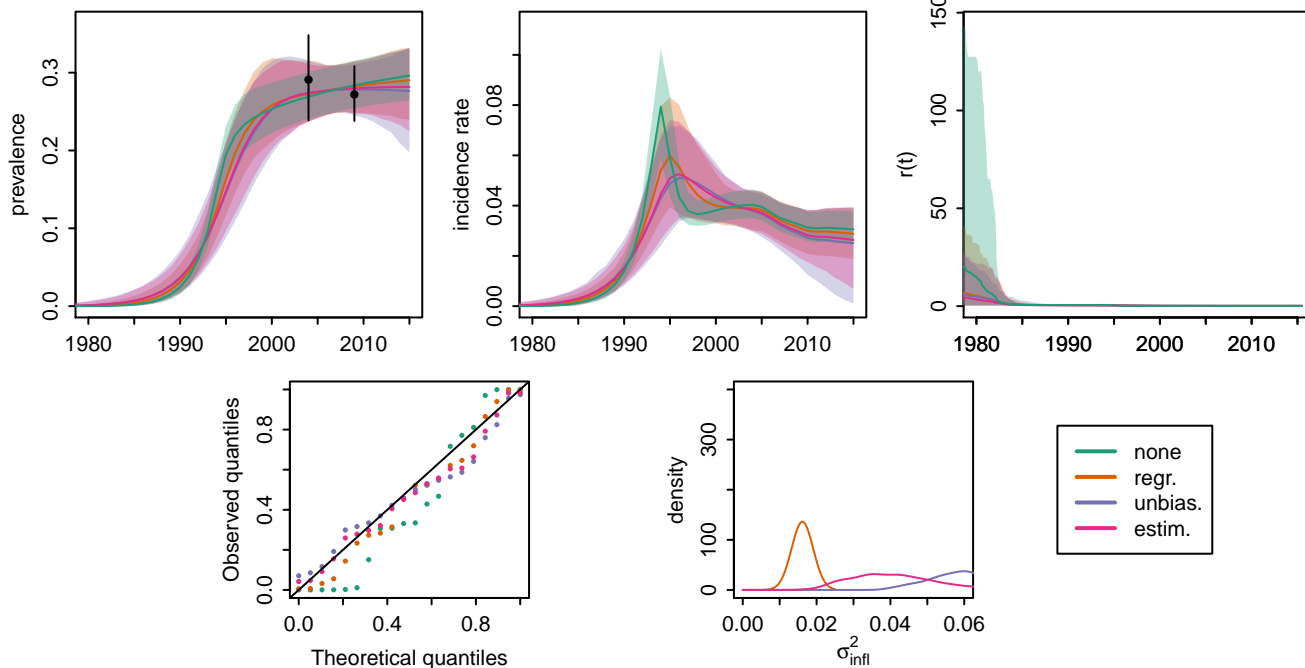 prevalence
0.0
0.1
0.2
0.3
1980 1990 2000 2010
incidence rate
0.00
0.04
0.08
1980 1990 2000 2010
r(t)
0
50
100
150
1980 1990 2000 2010
Observed quantiles
0.0
0.4
0.8
0.0 0.4 0.8
Theoretical quantiles
density
0
100
300
0.00 0.02 0.04 0.06
σ²infl
none
regr.
unbias.
estim.